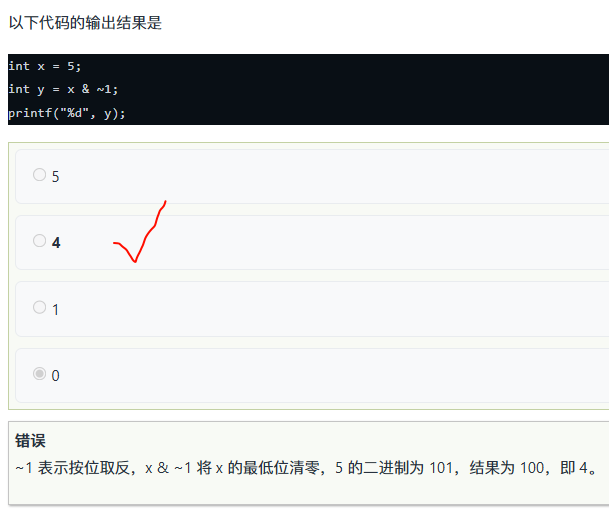 以下代码的输出结果是
int x = 5;
int y = x & ~1;
printf("%d", y);
5
4
1
0
错误
~1 表示按位取反，x & ~1 将 x 的最低位清零，5 的二进制为 101，结果为 100，即 4。